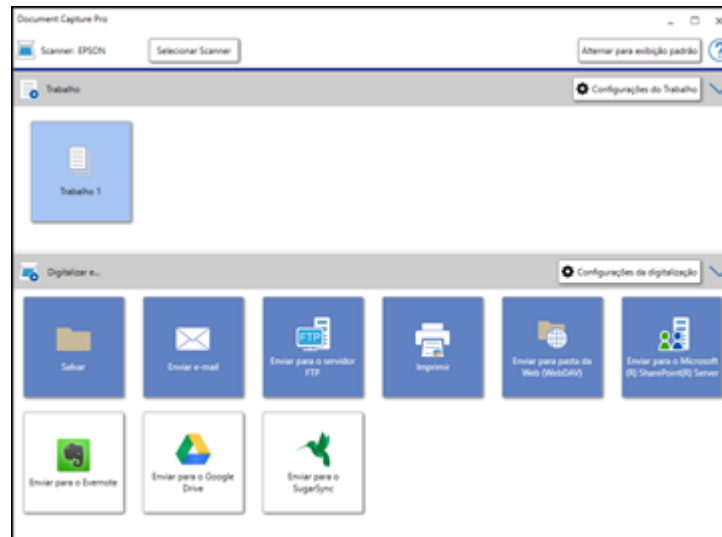 Document Capture Pro
Scanner: EPSON
Selecionar Scanner
Alternar para exibição padrão
?
Trabalho
Configurações do Trabalho
Trabalho 1
Digitalizar e...
Configurações da digitalização
Salvar
Enviar e-mail
Enviar para o servidor
FTP
FTP
Imprimir
Enviar para pasta da
Web (WebDAV)
Enviar para o Microsoft
(R) SharePoint(R) Server
Enviar para o Evernote
Enviar para o Google
Drive
Enviar para o
SugarSync